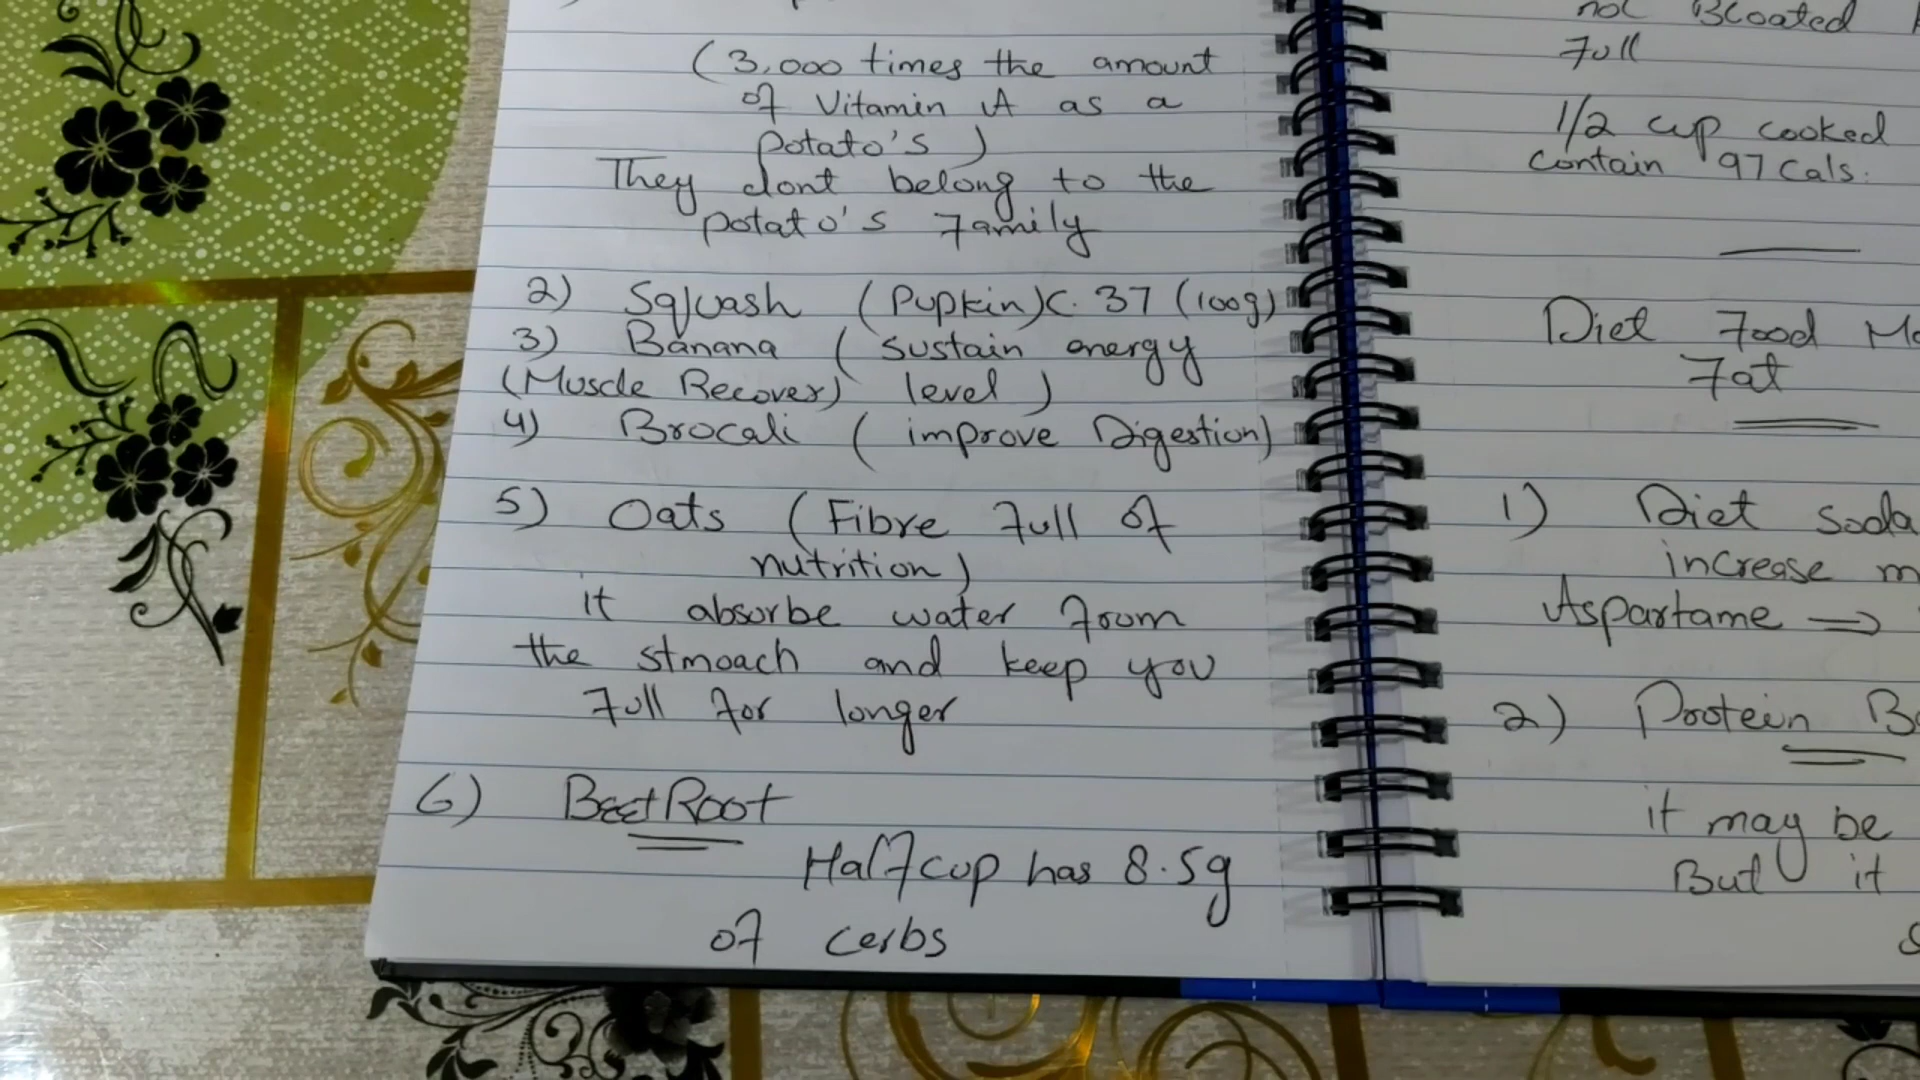 (3,000 times the amount
of Vitamin A as a
potato's)
They dont belong to the
potato's family
2) Squash (Pupkin)C. 37 (100g)
3) Banana ( sustain energy
(Muscle Recover) level )
4) Brocali ( improve Digestion)
5) Oats (Fibre full of
nutrition)
it absorbe water from
the stmoach and keep you
full for longer
6) BeetRoot
Half cup has 8.5g
of cerbs
not Bloated
full
1/2 cup cooked
contain 97 cals.
Diet food
fat
1) Diet soda
increase
Aspartame →
2) Protein
it may be
But it